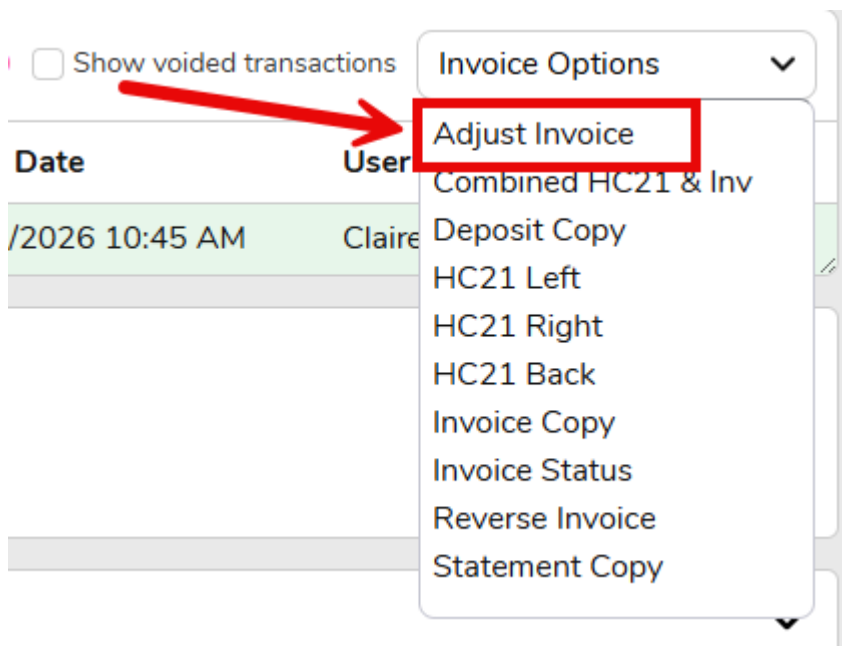 Show voided transactions Invoice Options
Adjust Invoice
Date User
Combined HC21 & Inv
/2026 10:45 AM Claire Deposit Copy
HC21 Left
HC21 Right
HC21 Back
Invoice Copy
Invoice Status
Reverse Invoice
Statement Copy